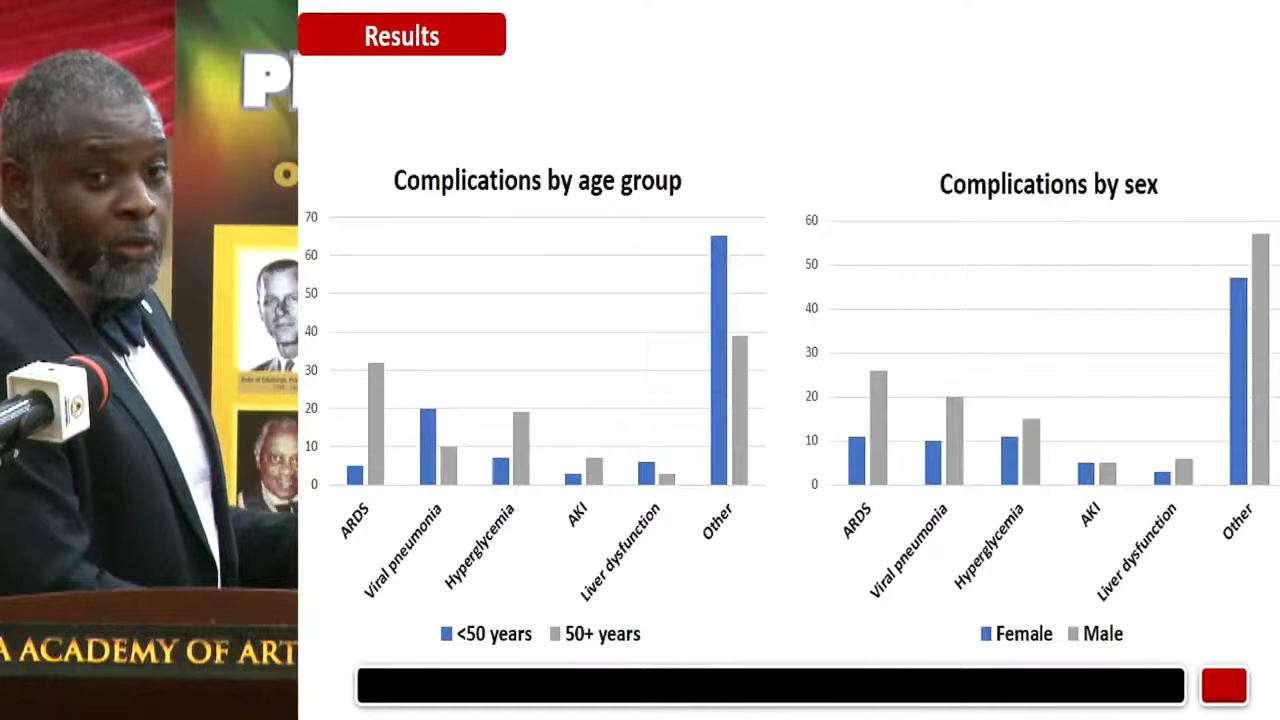 Results
Complications by age group
70
60
50
40
30
20
10
0
ARDS
Viral pneumonia
Hyperglycemia
AKI
Liver dysfunction
Other
<50 years
50+ years
Complications by sex
60
50
40
30
20
10
0
ARDS
Viral pneumonia
Hyperglycemia
AKI
Liver dysfunction
Other
Female
Male
A ACADEMY OF ART